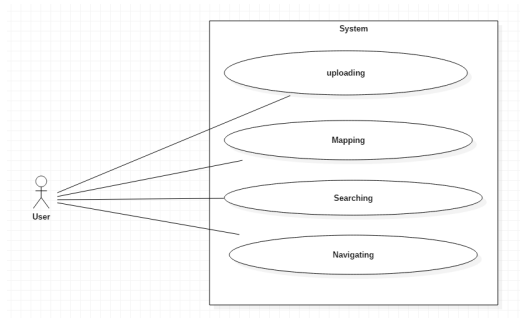 System
uploading
Mapping
Searching
User
Navigating